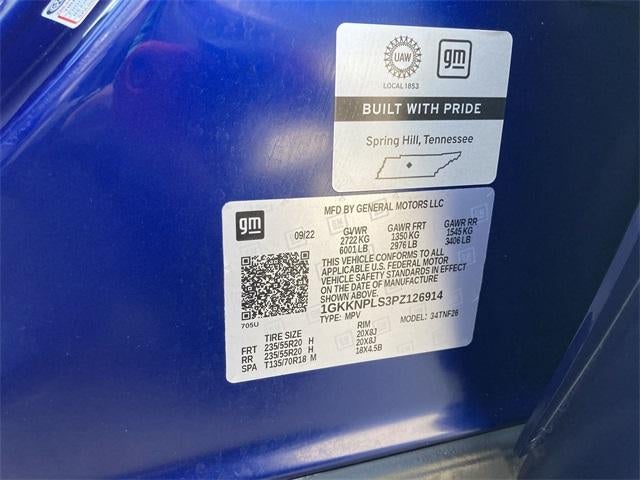 UAW
gm
LOCAL 1853
BUILT WITH PRIDE
Spring Hill, Tennessee
gm
MFD BY GENERAL MOTORS LLC
09/22 GVWR GAWR FRT GAWR RR
2722 KG 1350 KG 1545 KG
6001 LB 2976 LB 3406 LB
THIS VEHICLE CONFORMS TO ALL
APPLICABLE U.S. FEDERAL MOTOR
VEHICLE SAFETY STANDARDS IN EFFECT
ON THE DATE OF MANUFACTURE
SHOWN ABOVE.
1GKKNPLS3PZ126914
TYPE: MPV MODEL: 34TNF26
705U
TIRE SIZE RIM
FRT 235/55R20 H 20X8J
RR 235/55R20 H 20X8J
SPA T135/70R18 M 18X4.5B